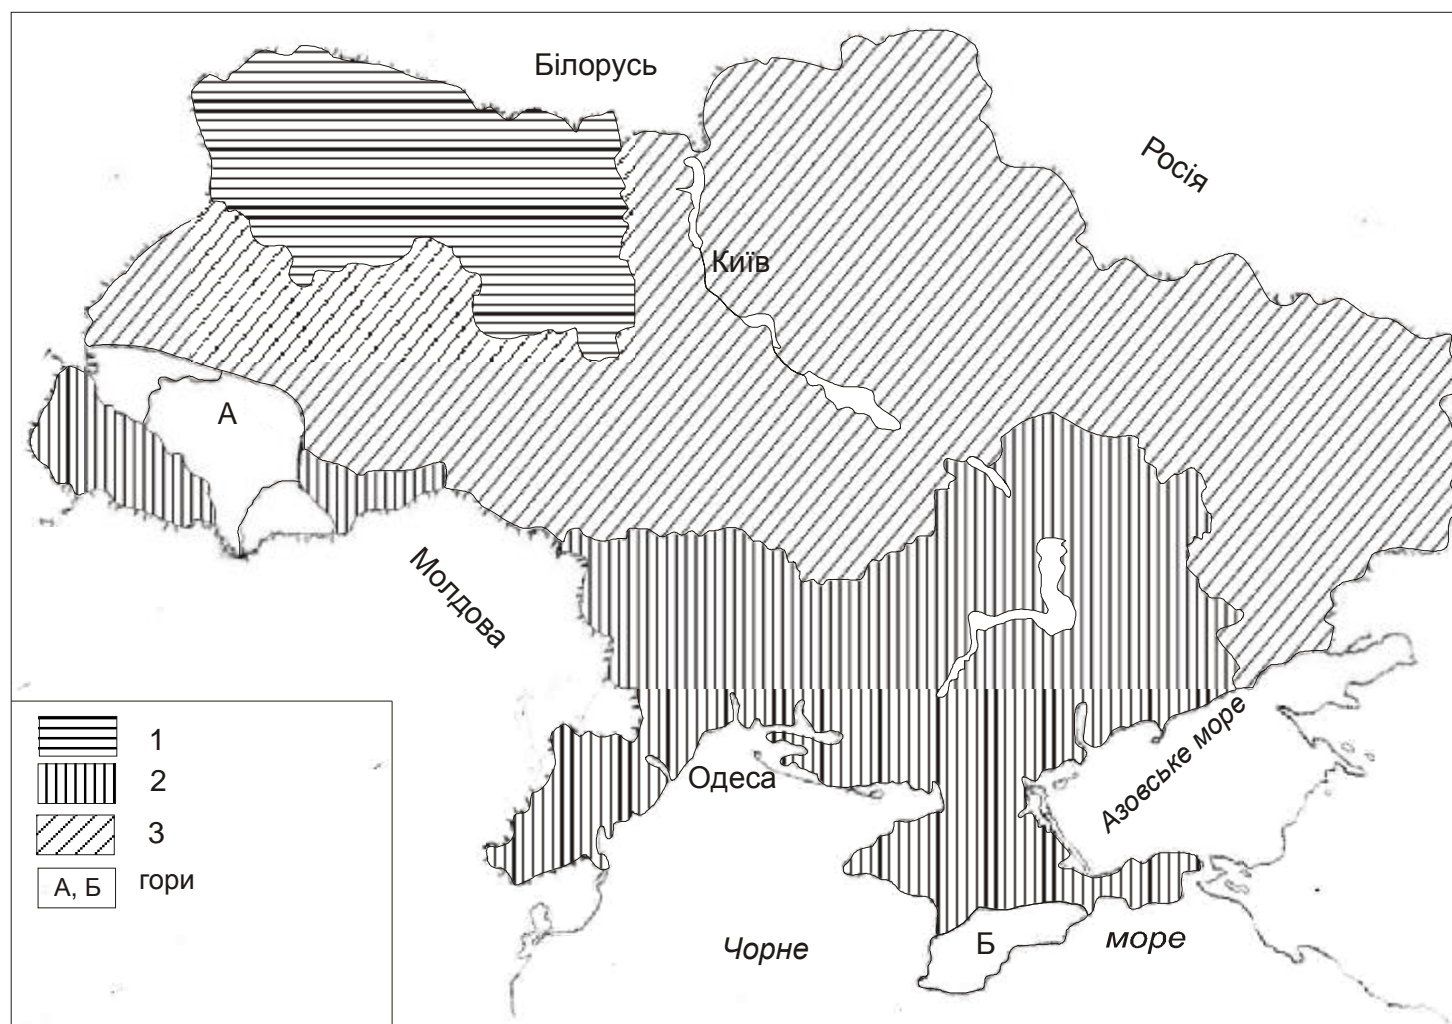 Білорусь
Росія
Київ
А
Молдова
Одеса
Азовське море
Чорне
море
Б
1
2
3
А, Б
гори